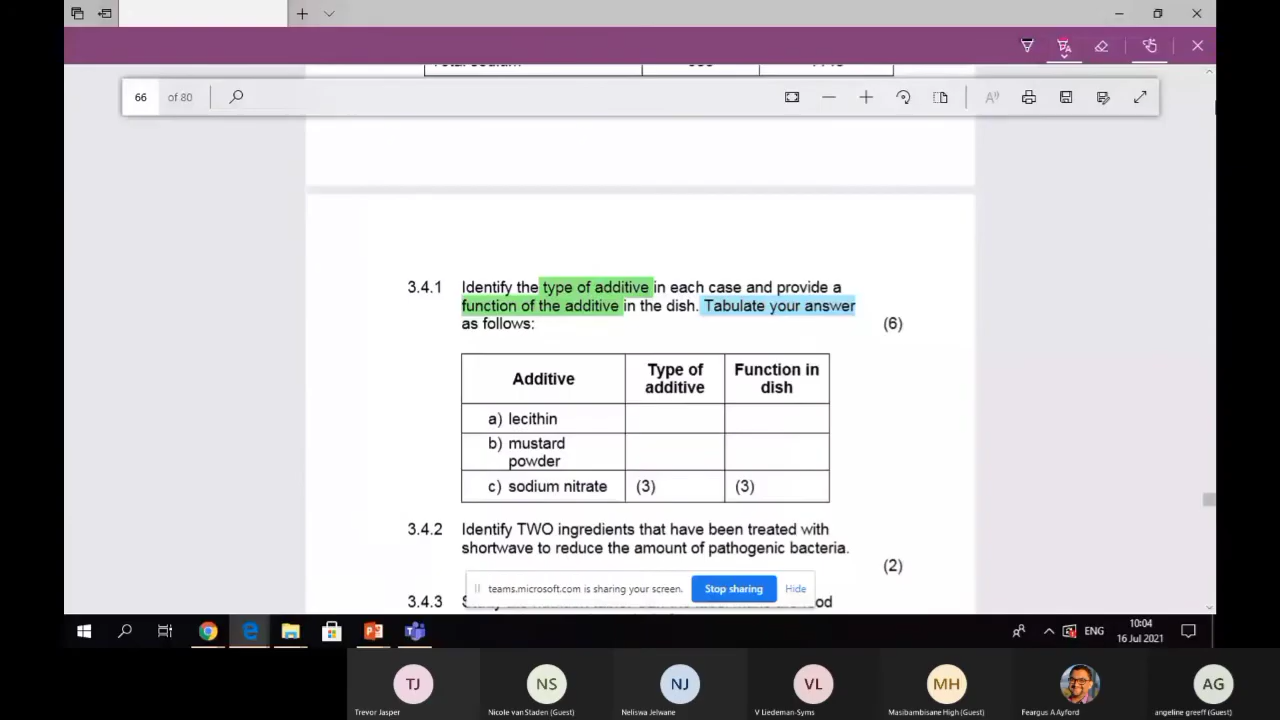 66 of 80
3.4.1 Identify the type of additive in each case and provide a
function of the additive in the dish. Tabulate your answer
as follows: (6)
Additive Type of additive Function in dish
a) lecithin
b) mustard powder
c) sodium nitrate (3) (3)
3.4.2 Identify TWO ingredients that have been treated with
shortwave to reduce the amount of pathogenic bacteria.
(2)
teams.microsoft.com is sharing your screen. Stop sharing Hide
3.4.3
ENG
10:04
16 Jul 2021
TJ NS NJ VL MH AG
Trevor Jasper Nicole van Staden (Guest) Neliswa Jelwane V Liedeman-Syms Masibambisane High (Guest) Feargus A Ayford angeline greeff (Guest)